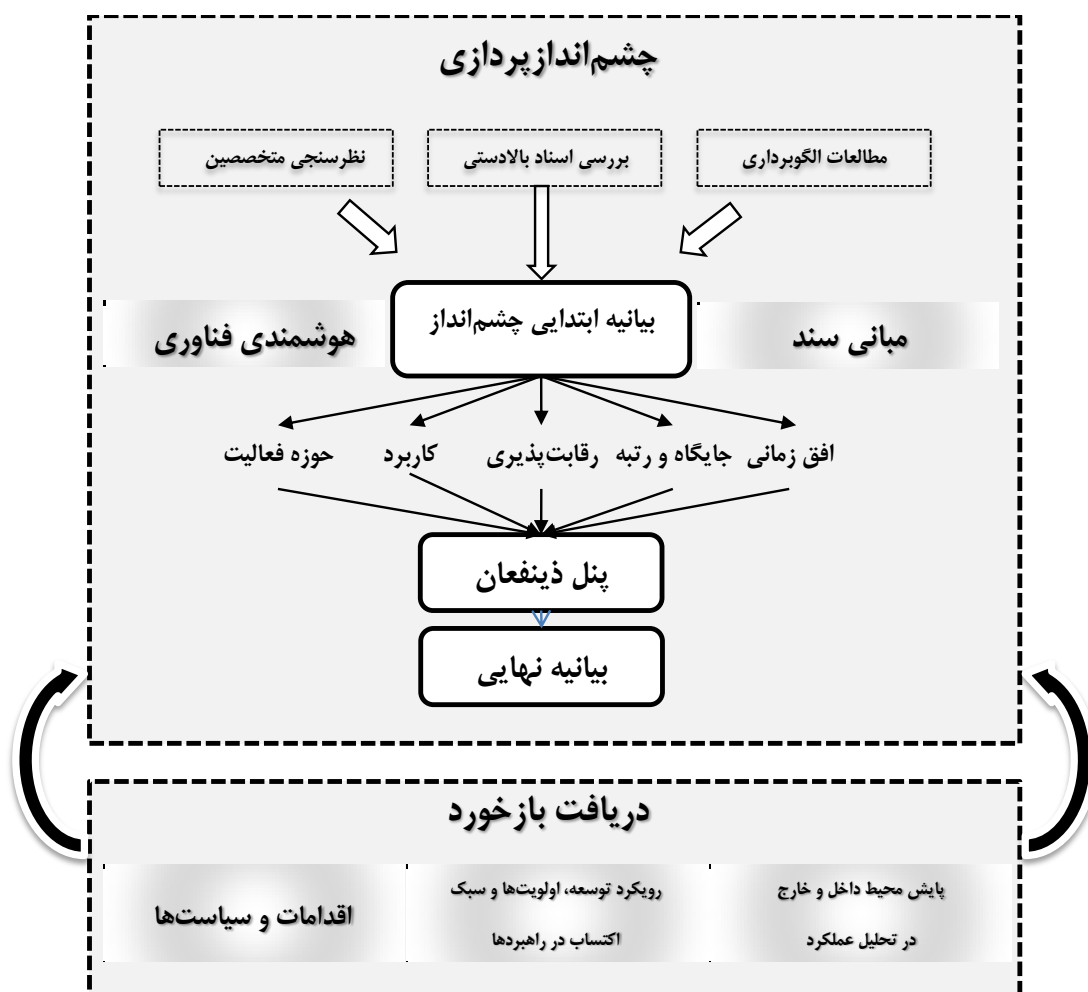 چشم‌اندازپردازی
مطالعات الگوبرداری
بررسی اسناد بالادستی
نظرسنجی متخصصین
مبانی سند
بیانیه ابتدایی چشم‌انداز
هوشمندی فناوری
افق زمانی
جایگاه و رتبه
رقابت‌پذیری
کاربرد
حوزه فعالیت
پنل ذینفعان
بیانیه نهایی
دریافت بازخورد
پایش محیط داخل و خارج
در تحلیل عملکرد
رویکرد توسعه، اولویت‌ها و سبک
اکتساب در راهبردها
اقدامات و سیاست‌ها